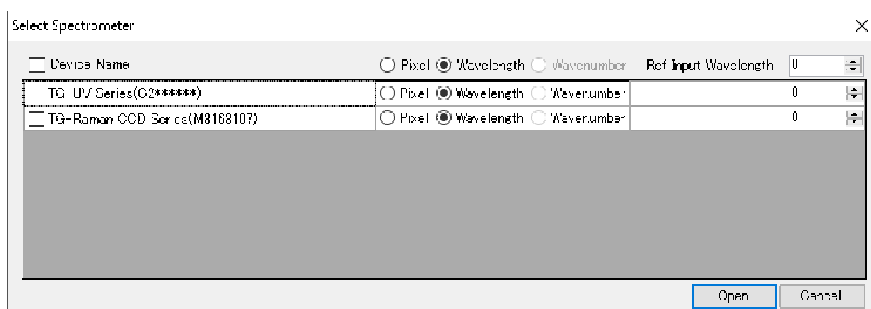 Select Spectrometer
Device Name Pixel Wavelength Wavenumber Ref Input Wavelength 0
TG UV Series(C2******) Pixel Wavelength Wavenumber 0
TG-Raman CCD Series(M8168107) Pixel Wavelength Wavenumber 0
Open Cancel